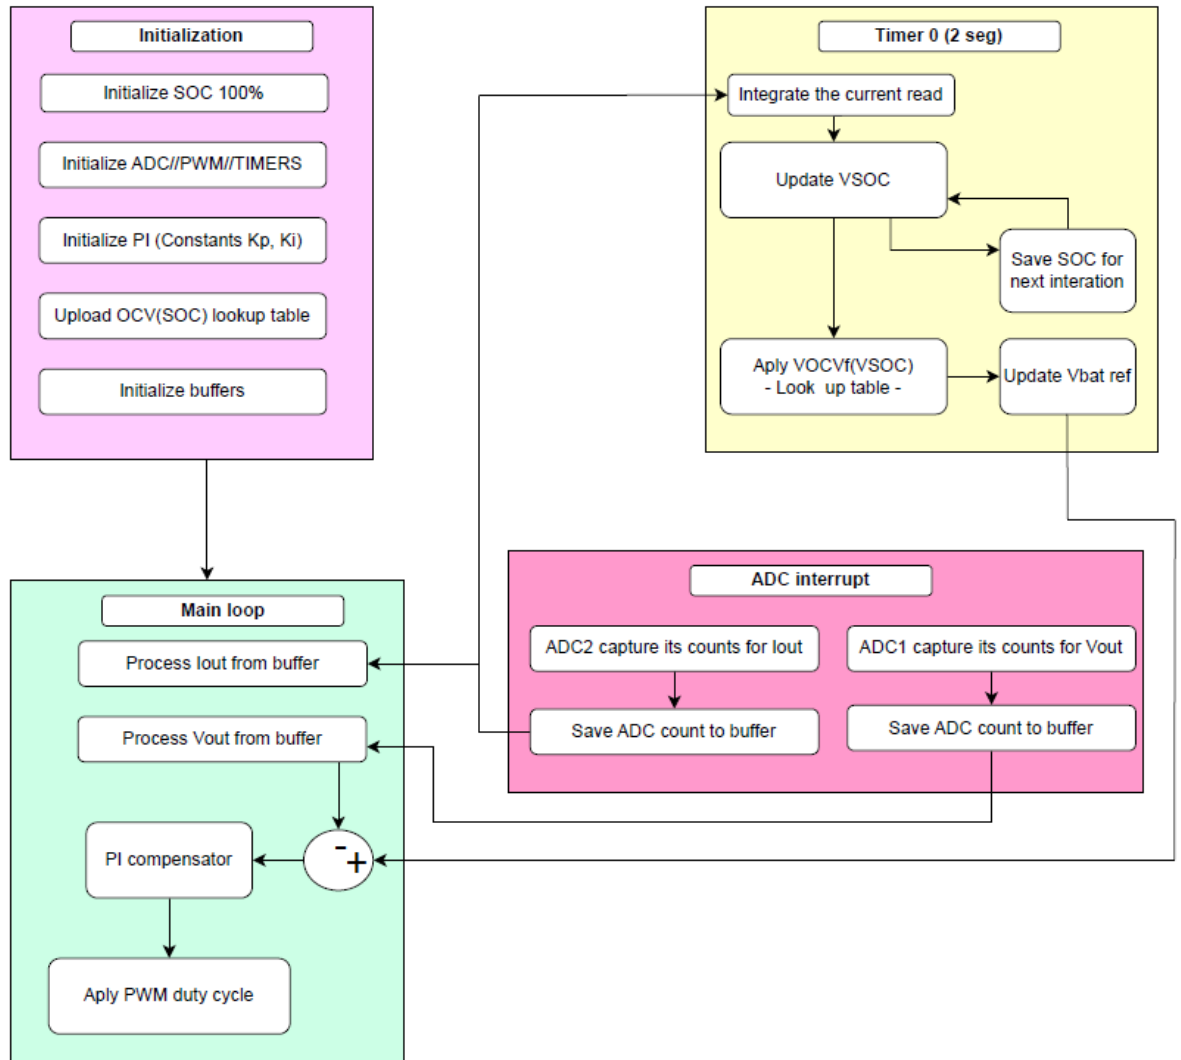 Initialization
Initialize SOC 100%
Initialize ADC//PWM//TIMERS
Initialize PI (Constants Kp, Ki)
Upload OCV(SOC) lookup table
Initialize buffers
Timer 0 (2 seg)
Integrate the current read
Update VSOC
Save SOC for
next interation
Aply VOCVf(VSOC)
- Look up table -
Update Vbat ref
ADC interrupt
ADC2 capture its counts for Iout
ADC1 capture its counts for Vout
Save ADC count to buffer
Save ADC count to buffer
Main loop
Process Iout from buffer
Process Vout from buffer
- +
PI compensator
Aply PWM duty cycle